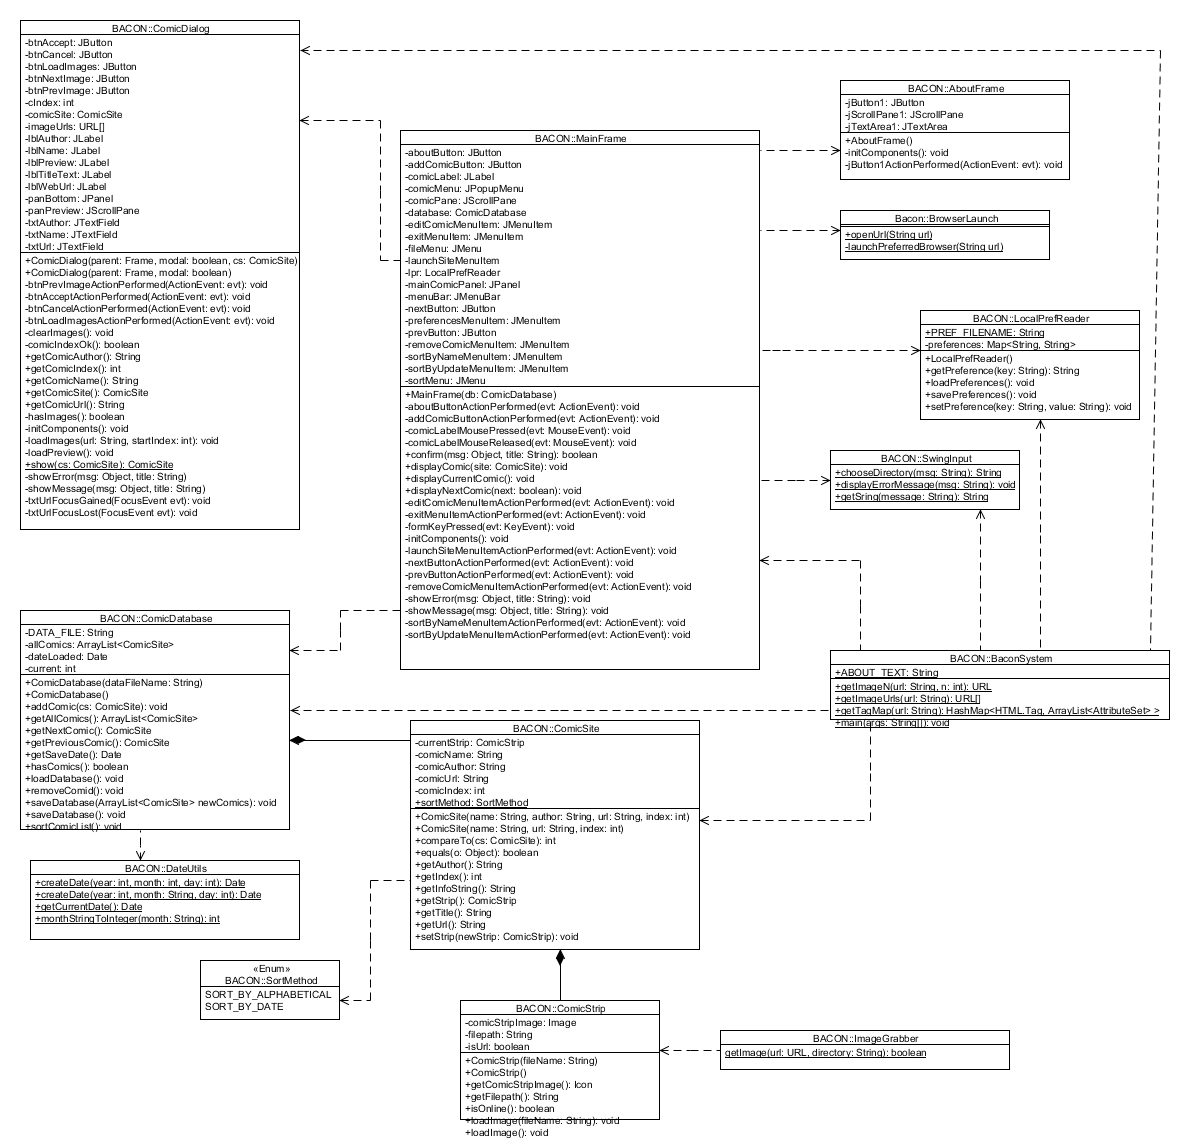 BACON::ComicDialog
-btnAccept: JButton
-btnCancel: JButton
-btnLoadImages: JButton
-btnNextImage: JButton
-btnPrevImage: JButton
-cIndex: int
-comicSite: ComicSite
-imageUrls: URL[]
-lblAuthor: JLabel
-lblName: JLabel
-lblPreview: JLabel
-lblTitleText: JLabel
-lblWebUrl: JLabel
-panBottom: JPanel
-panPreview: JScrollPane
-txtAuthor: JTextField
-txtName: JTextField
-txtUrl: JTextField
+ComicDialog(parent: Frame, modal: boolean, cs: ComicSite)
+ComicDialog(parent: Frame, modal: boolean)
-btnPrevImageActionPerformed(ActionEvent: evt): void
-btnAcceptActionPerformed(ActionEvent: evt): void
-btnCancelActionPerformed(ActionEvent: evt): void
-btnLoadImagesActionPerformed(ActionEvent: evt): void
-clearImages(): void
-comicIndexOk(): boolean
+getComicAuthor(): String
+getComicIndex(): int
+getComicName(): String
+getComicSite(): ComicSite
+getComicUrl(): String
-hasImages(): boolean
-initComponents(): void
-loadImages(url: String, startIndex: int): void
-loadPreview(): void
+show(cs: ComicSite): ComicSite
-showError(msg: Object, title: String)
-showMessage(msg: Object, title: String)
-txtUrlFocusGained(FocusEvent evt): void
-txtUrlFocusLost(FocusEvent evt): void
BACON::MainFrame
-aboutButton: JButton
-addComicButton: JButton
-comicLabel: JLabel
-comicMenu: JPopupMenu
-comicPane: JScrollPane
-database: ComicDatabase
-editComicMenuItem: JMenuItem
-exitMenuItem: JMenuItem
-fileMenu: JMenu
-launchSiteMenuItem
-lpr: LocalPrefReader
-mainComicPanel: JPanel
-menuBar: JMenuBar
-nextButton: JButton
-preferencesMenuItem: JMenuItem
-prevButton: JButton
-removeComicMenuItem: JMenuItem
-sortByNameMenuItem: JMenuItem
-sortByUpdateMenuItem: JMenuItem
-sortMenu: JMenu
+MainFrame(db: ComicDatabase)
-aboutButtonActionPerformed(evt: ActionEvent): void
-addComicButtonActionPerformed(evt: ActionEvent): void
-comicLabelMousePressed(evt: MouseEvent): void
-comicLabelMouseReleased(evt: MouseEvent): void
+confirm(msg: Object, title: String): boolean
+displayComic(site: ComicSite): void
+displayCurrentComic(): void
+displayNextComic(next: boolean): void
-editComicMenuItemActionPerformed(evt: ActionEvent): void
-exitMenuItemActionPerformed(evt: ActionEvent): void
-formKeyPressed(evt: KeyEvent): void
-initComponents(): void
-launchSiteMenuItemActionPerformed(evt: ActionEvent): void
-nextButtonActionPerformed(evt: ActionEvent): void
-prevButtonActionPerformed(evt: ActionEvent): void
-removeComicMenuItemActionPerformed(evt: ActionEvent): void
-showError(msg: Object, title: String): void
-showMessage(msg: Object, title: String): void
-sortByNameMenuItemActionPerformed(evt: ActionEvent): void
-sortByUpdateMenuItemActionPerformed(evt: ActionEvent): void
BACON::AboutFrame
-jButton1: JButton
-jScrollPane1: JScrollPane
-jTextArea1: JTextArea
+AboutFrame()
-initComponents(): void
-jButton1ActionPerformed(ActionEvent: evt): void
Bacon::BrowserLaunch
+openUrl(String url)
-launchPreferredBrowser(String url)
BACON::LocalPrefReader
+PREF_FILENAME: String
-preferences: Map<String, String>
+LocalPrefReader()
+getPreference(key: String): String
+loadPreferences(): void
+savePreferences(): void
+setPreference(key: String, value: String): void
BACON::SwingInput
+chooseDirectory(msg: String): String
+displayErrorMessage(msg: String): void
+getSring(message: String): String
BACON::BaconSystem
+ABOUT_TEXT: String
+getImageN(url: String, n: int): URL
+getImageUrls(url: String): URL[]
+getTagMap(url: String): HashMap<HTML.Tag, ArrayList<AttributeSet> >
+main(args: String[]): void
BACON::ComicDatabase
-DATA_FILE: String
-allComics: ArrayList<ComicSite>
-dateLoaded: Date
-current: int
+ComicDatabase(dataFileName: String)
+ComicDatabase()
+addComic(cs: ComicSite): void
+getAllComics(): ArrayList<ComicSite>
+getNextComic(): ComicSite
+getPreviousComic(): ComicSite
+getSaveDate(): Date
+hasComics(): boolean
+loadDatabase(): void
+removeComid(): void
+saveDatabase(ArrayList<ComicSite> newComics): void
+saveDatabase(): void
+sortComicList(): void
BACON::ComicSite
-currentStrip: ComicStrip
-comicName: String
-comicAuthor: String
-comicUrl: String
-comicIndex: int
+sortMethod: SortMethod
+ComicSite(name: String, author: String, url: String, index: int)
+ComicSite(name: String, url: String, index: int)
+compareTo(cs: ComicSite): int
+equals(o: Object): boolean
+getAuthor(): String
+getIndex(): int
+getInfoString(): String
+getStrip(): ComicStrip
+getTitle(): String
+getUrl(): String
+setStrip(newStrip: ComicStrip): void
BACON::DateUtils
+createDate(year: int, month: int, day: int): Date
+createDate(year: int, month: String, day: int): Date
+getCurrentDate(): Date
+monthStringToInteger(month: String): int
«Enum»
BACON::SortMethod
SORT_BY_ALPHABETICAL
SORT_BY_DATE
BACON::ComicStrip
-comicStripImage: Image
-filepath: String
-isUrl: boolean
+ComicStrip(fileName: String)
+ComicStrip()
+getComicStripImage(): Icon
+getFilepath(): String
+isOnline(): boolean
+loadImage(fileName: String): void
+loadImage(): void
BACON::ImageGrabber
getImage(url: URL, directory: String): boolean